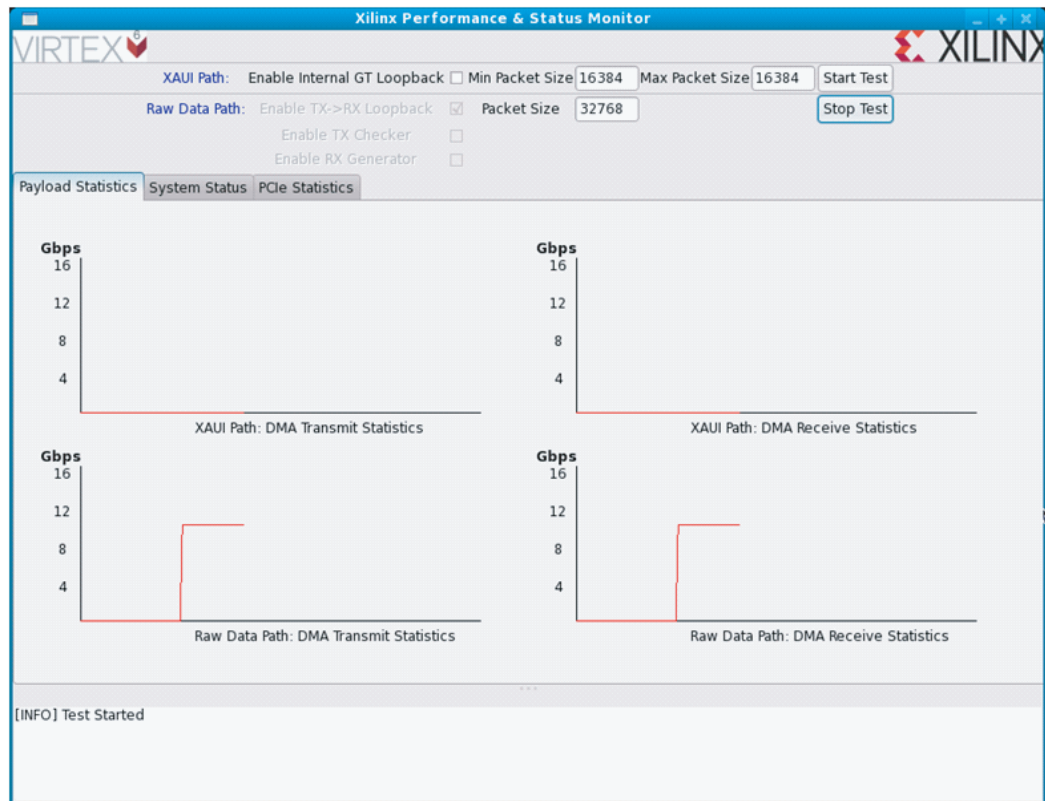 Xilinx Performance & Status Monitor
VIRTEX 6 XILINX
XAUI Path: Enable Internal GT Loopback Min Packet Size 16384 Max Packet Size 16384 Start Test
Raw Data Path: Enable TX->RX Loopback Packet Size 32768 Stop Test
Enable TX Checker
Enable RX Generator
Payload Statistics System Status PCIe Statistics
Gbps
16
12
8
4
XAUI Path: DMA Transmit Statistics
Gbps
16
12
8
4
XAUI Path: DMA Receive Statistics
Gbps
16
12
8
4
Raw Data Path: DMA Transmit Statistics
Gbps
16
12
8
4
Raw Data Path: DMA Receive Statistics
[INFO] Test Started